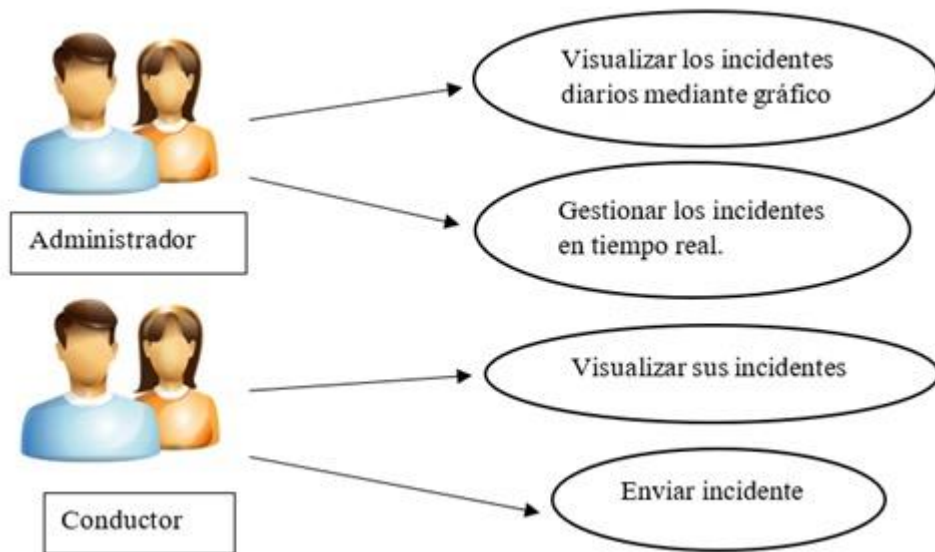 Visualizar los incidentes
diarios mediante gráfico
Administrador
Gestionar los incidentes
en tiempo real.
Visualizar sus incidentes
Enviar incidente
Conductor